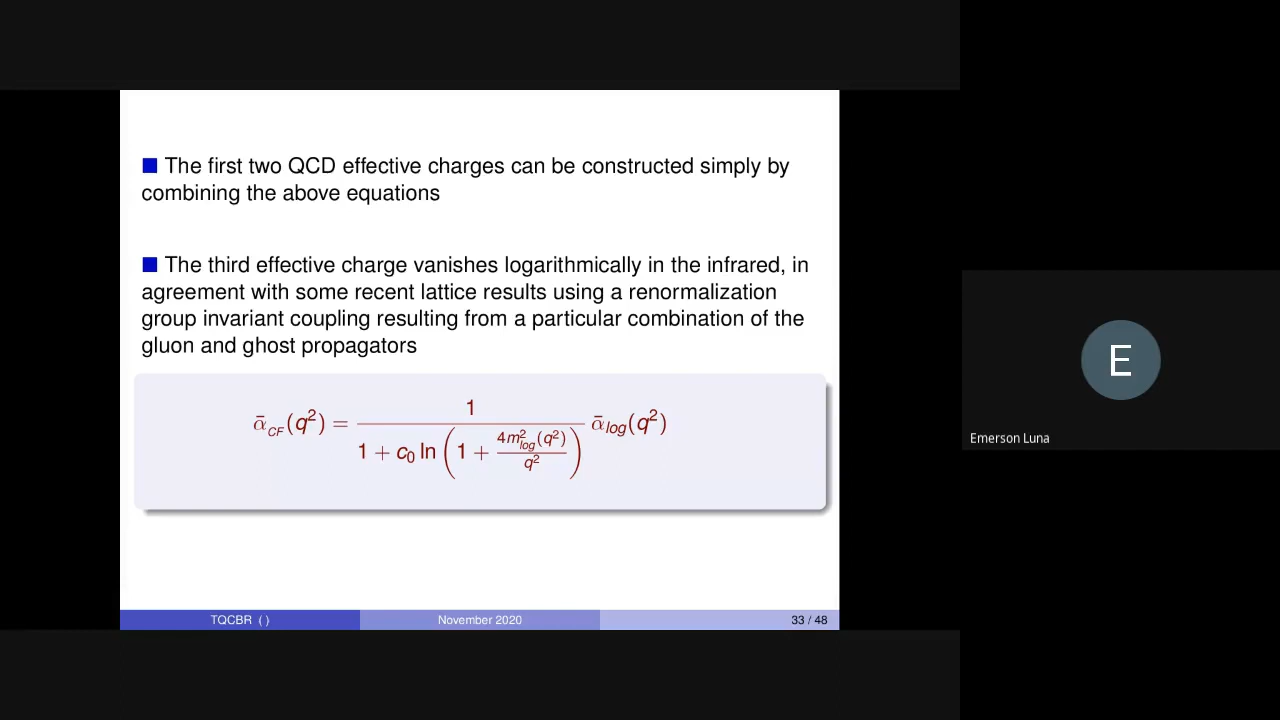 ■ The first two QCD effective charges can be constructed simply by
combining the above equations
■ The third effective charge vanishes logarithmically in the infrared, in
agreement with some recent lattice results using a renormalization
group invariant coupling resulting from a particular combination of the
gluon and ghost propagators
ᾱ_CF(q²) = 1 / (1 + c₀ ln (1 + 4m²_log(q²) / q²)) ᾱ_log(q²)
TQCBR ( ) November 2020 33 / 48
E
Emerson Luna